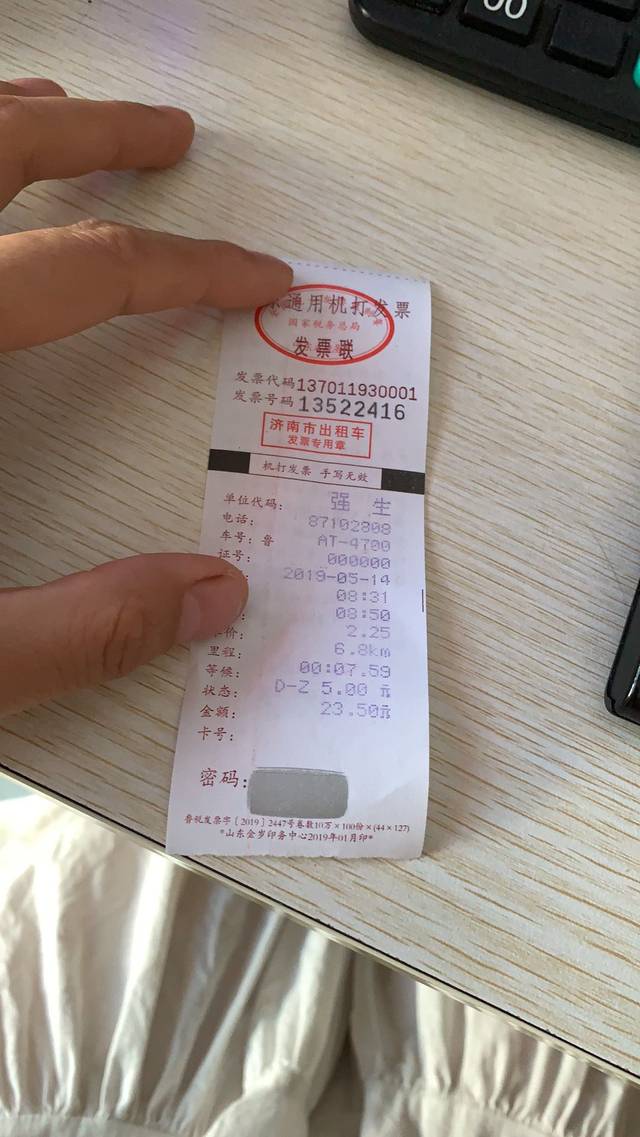 00
通用机打发票
国家税务总局
发票联
发票代码137011930001
发票号码13522416
济南市出租车
发票专用章
机打发票 手写无效
单位代码: 强 生
电话: 87102808
车号: 鲁 AT-4700
证号: 000000
2019-05-14
08:31
08:50
价: 2.25
里程: 6.8km
等候: 00:07.59
状态: D-Z 5.00 元
金额: 23.50元
卡号:
密码:
鲁税发票字〔2019〕2447号卷数10万×100份×(44×127)
*山东金岁印务中心2019年01月印*